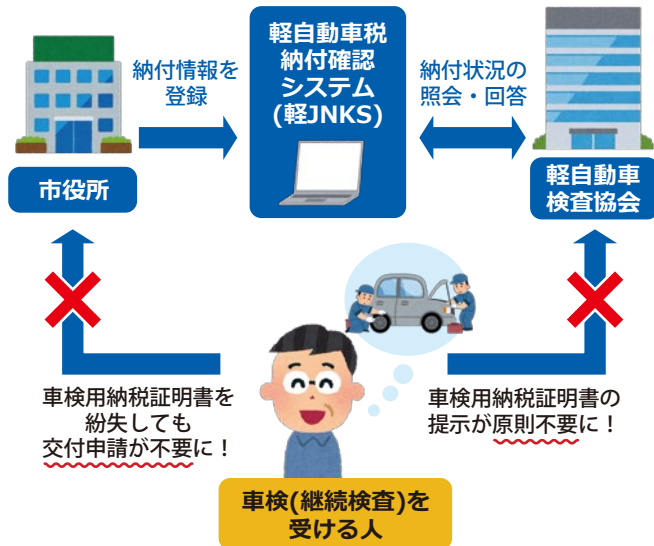 軽自動車税
納付確認
システム
(軽JNKS)
納付情報を
登録
納付状況の
照会・回答
市役所
軽自動車
検査協会
車検用納税証明書を
紛失しても
交付申請が不要に！
車検用納税証明書の
提示が原則不要に！
車検(継続検査)を
受ける人